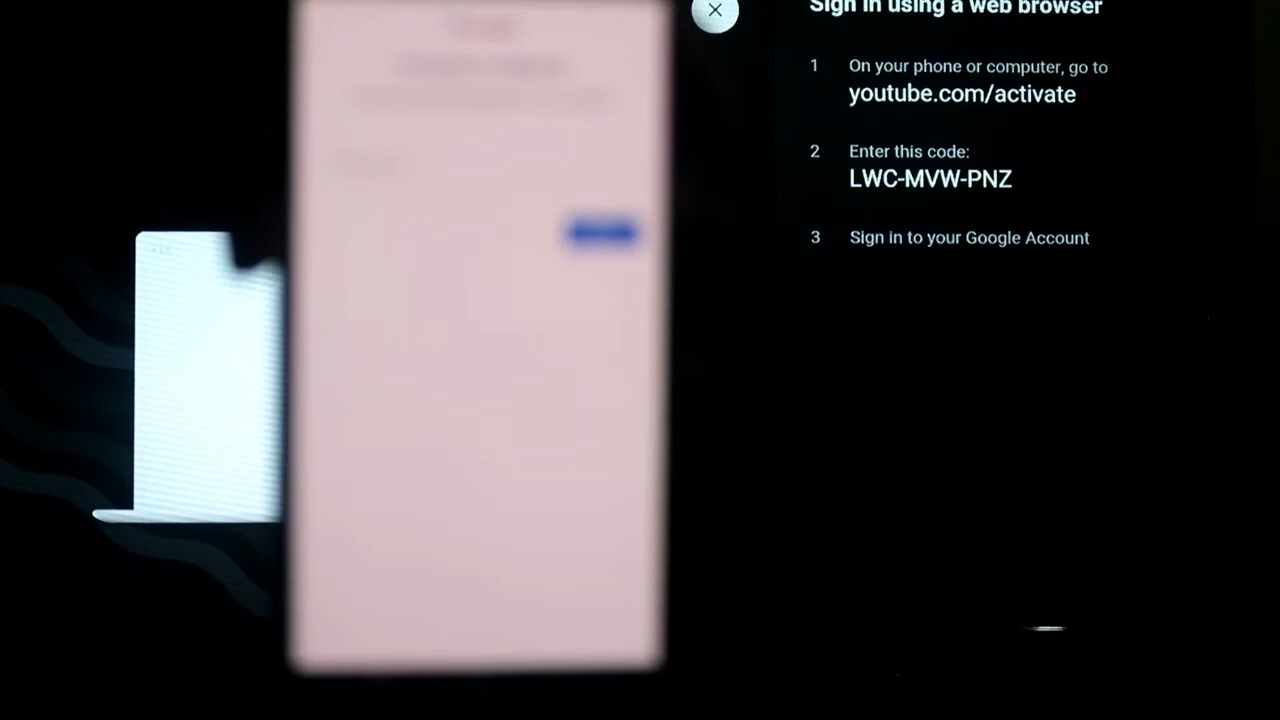 Sign in using a web browser
1 On your phone or computer, go to
youtube.com/activate
2 Enter this code:
LWC-MVW-PNZ
3 Sign in to your Google Account